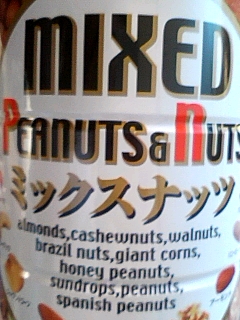 MIXED
PEANUTS & NUTS
ミックスナッツ
almonds,cashewnuts,walnuts,
brazil nuts,giant corns,
honey peanuts,
sundrops,peanuts,
spanish peanuts